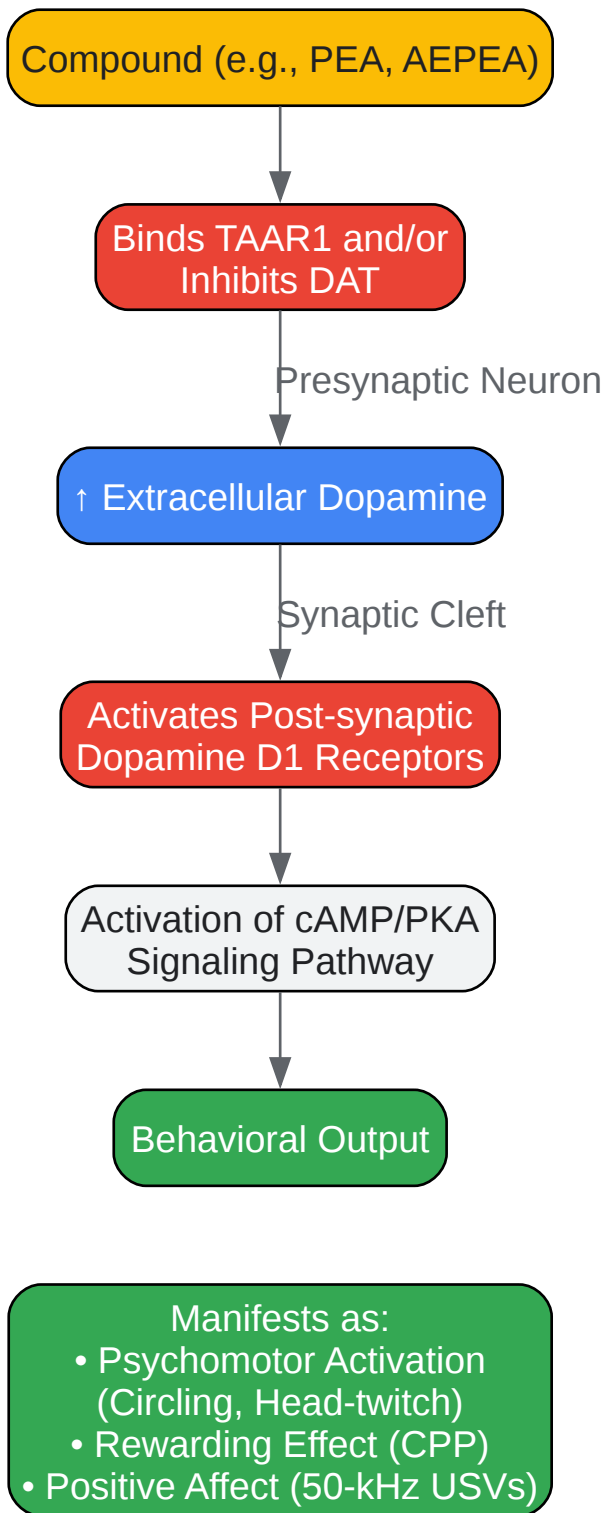 Compound (e.g., PEA, AEPEA)
Binds TAAR1 and/or
Inhibits DAT
Presynaptic Neuron
↑ Extracellular Dopamine
Synaptic Cleft
Activates Post-synaptic
Dopamine D1 Receptors
Activation of cAMP/PKA
Signaling Pathway
Behavioral Output
Manifests as:
• Psychomotor Activation
(Circling, Head-twitch)
• Rewarding Effect (CPP)
• Positive Affect (50-kHz USVs)